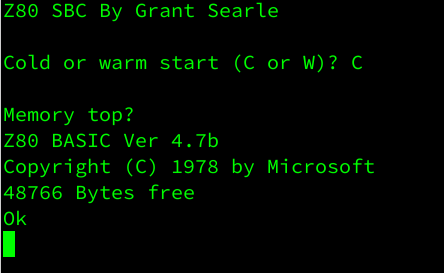 Z80 SBC By Grant Searle
Cold or warm start (C or W)? C
Memory top?
Z80 BASIC Ver 4.7b
Copyright (C) 1978 by Microsoft
48766 Bytes free
Ok